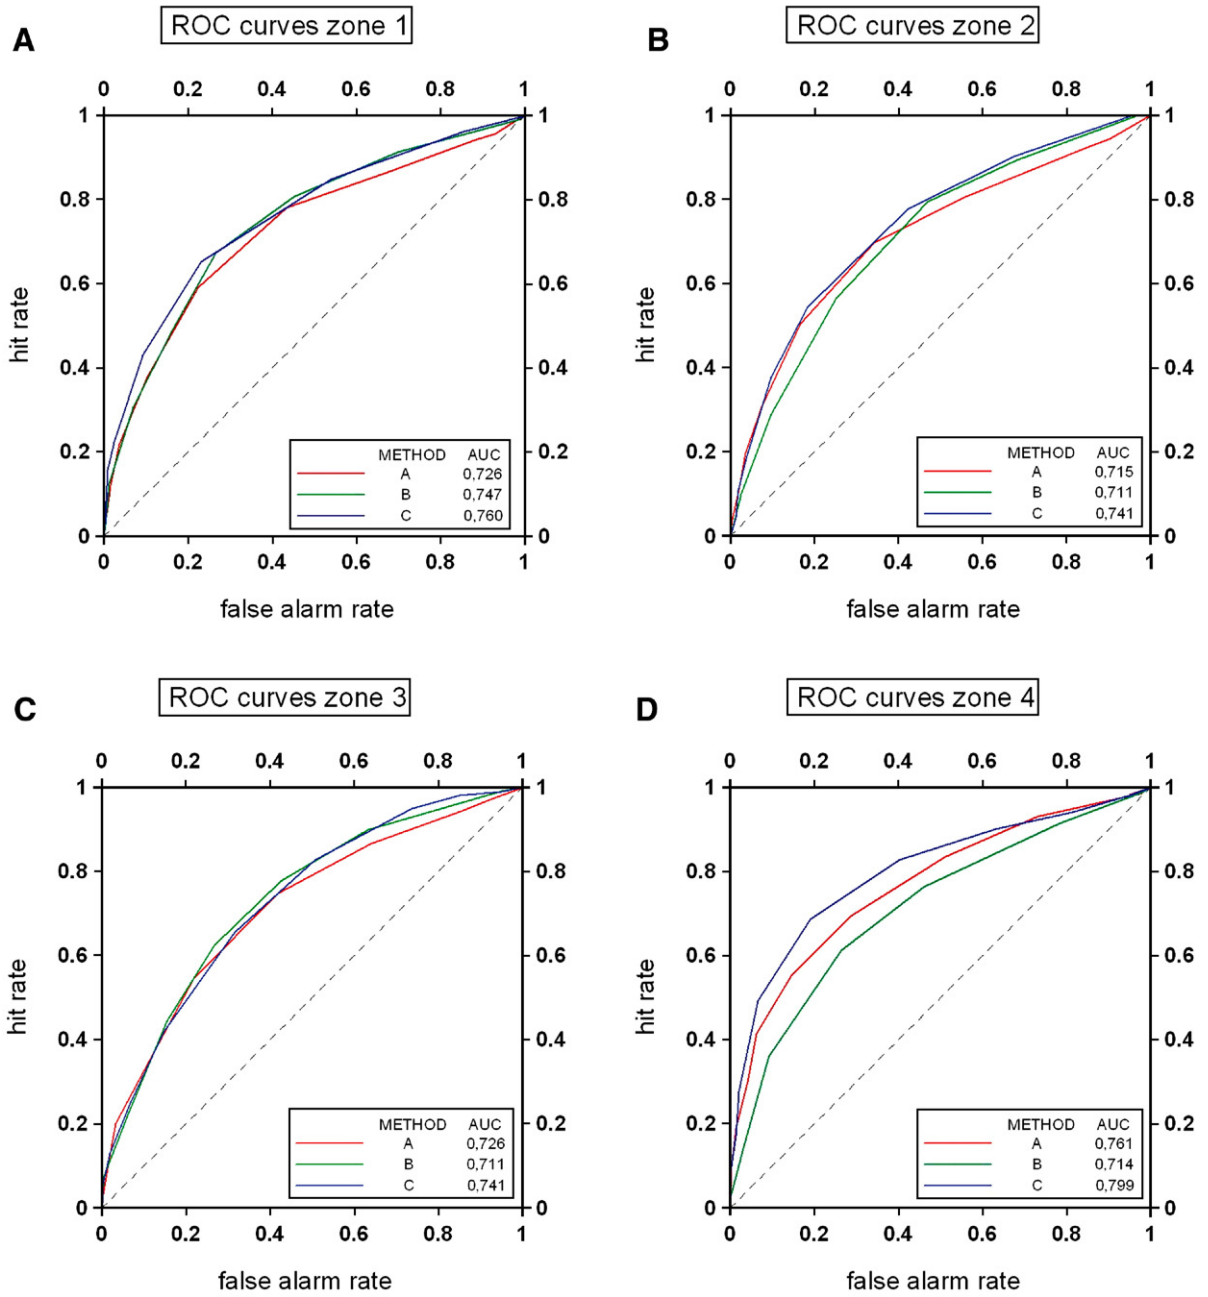 A
ROC curves zone 1
0 0.2 0.4 0.6 0.8 1
1 1
0.8 0.8
0.6 0.6
0.4 0.4
0.2 0.2
0 0
hit rate
METHOD AUC
A 0,726
B 0,747
C 0,760
0 0.2 0.4 0.6 0.8 1
false alarm rate
B
ROC curves zone 2
0 0.2 0.4 0.6 0.8 1
1 1
0.8 0.8
0.6 0.6
0.4 0.4
0.2 0.2
0 0
hit rate
METHOD AUC
A 0,715
B 0,711
C 0,741
0 0.2 0.4 0.6 0.8 1
false alarm rate
C
ROC curves zone 3
0 0.2 0.4 0.6 0.8 1
1 1
0.8 0.8
0.6 0.6
0.4 0.4
0.2 0.2
0 0
hit rate
METHOD AUC
A 0,726
B 0,711
C 0,741
0 0.2 0.4 0.6 0.8 1
false alarm rate
D
ROC curves zone 4
0 0.2 0.4 0.6 0.8 1
1 1
0.8 0.8
0.6 0.6
0.4 0.4
0.2 0.2
0 0
hit rate
METHOD AUC
A 0,761
B 0,714
C 0,799
0 0.2 0.4 0.6 0.8 1
false alarm rate